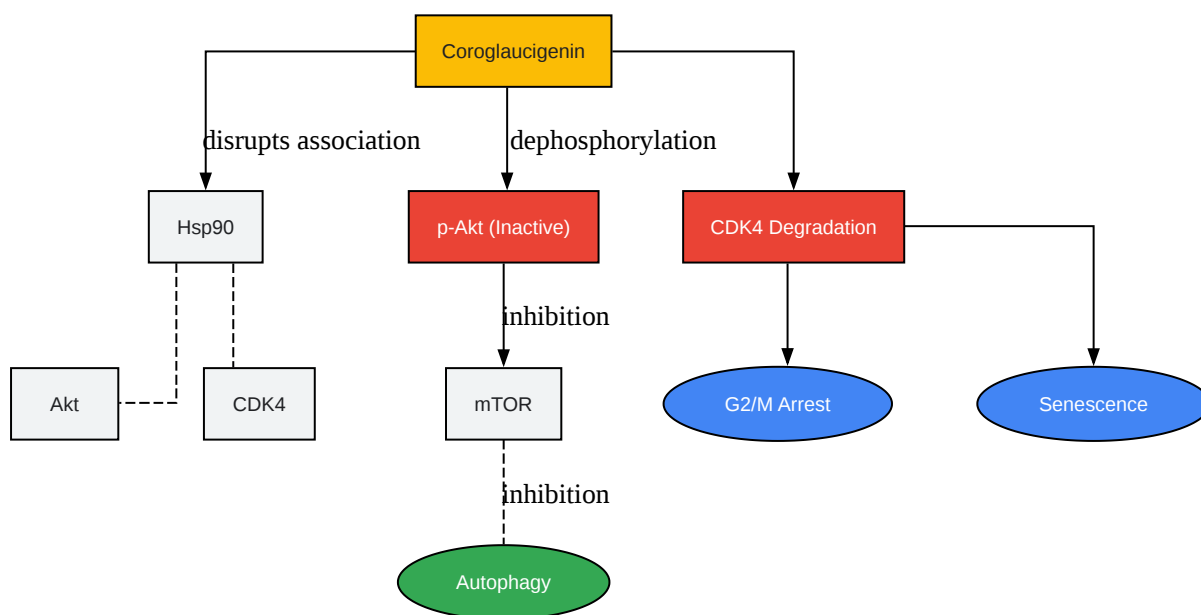 Coroglaucigenin
disrupts association
dephosphorylation
Hsp90
p-Akt (Inactive)
CDK4 Degradation
inhibition
Akt
CDK4
mTOR
G2/M Arrest
Senescence
inhibition
Autophagy